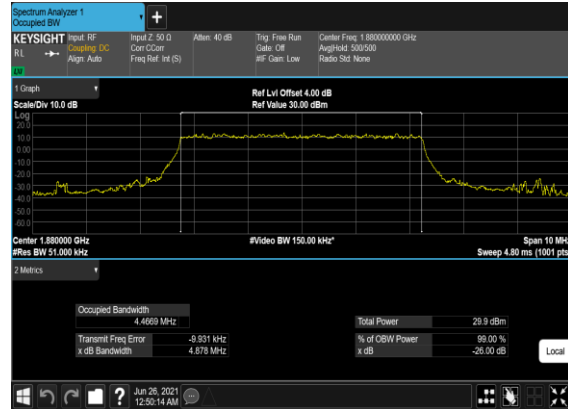 Spectrum Analyzer 1
Occupied BW
+
KEYSIGHT
RL
Input: RF
Coupling: DC
Align: Auto
Input Z: 50 Ω
Corr CCorr
Freq Ref: Int (S)
Atten: 40 dB
Trig: Free Run
Gate: Off
#IF Gain: Low
Center Freq: 1.880000000 GHz
Avg|Hold: 500/500
Radio Std: None
1 Graph
Scale/Div 10.0 dB
Ref Lvl Offset 4.00 dB
Ref Value 30.00 dBm
Log
20.0
10.0
0.00
-10.0
-20.0
-30.0
-40.0
-50.0
-60.0
Center 1.880000 GHz
#Res BW 51.000 kHz
#Video BW 150.00 kHz*
Span 10 MHz
Sweep 4.80 ms (1001 pts
2 Metrics
Occupied Bandwidth
4.4669 MHz
Total Power 29.9 dBm
Transmit Freq Error -9.931 kHz
% of OBW Power 99.00 %
x dB Bandwidth 4.878 MHz
x dB -26.00 dB
Local
?
Jun 26, 2021
12:50:14 AM